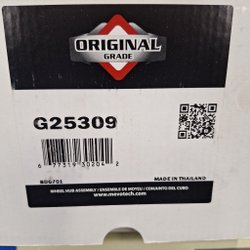 ORIGINAL
GRADE
G25309
6 77319 30204 2
MADE IN THAILAND
WHEEL HUB ASSEMBLY / ENSEMBLE DE MOYEU / CONJUNTO DEL CUBO
www.mevotech.com